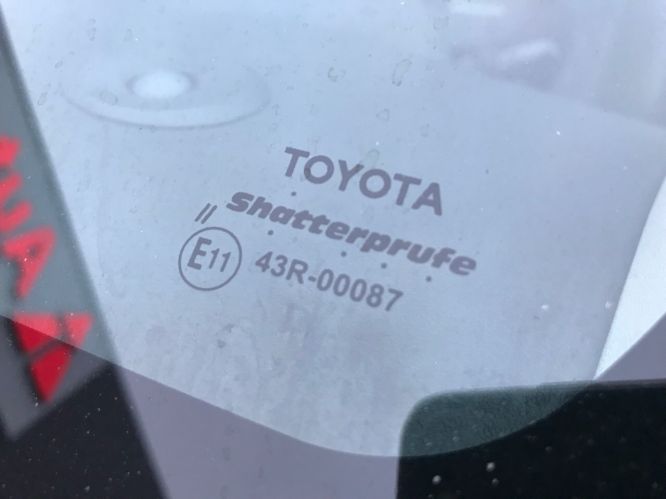 TOYOTA
// Shatterprufe
E11 43R-00087